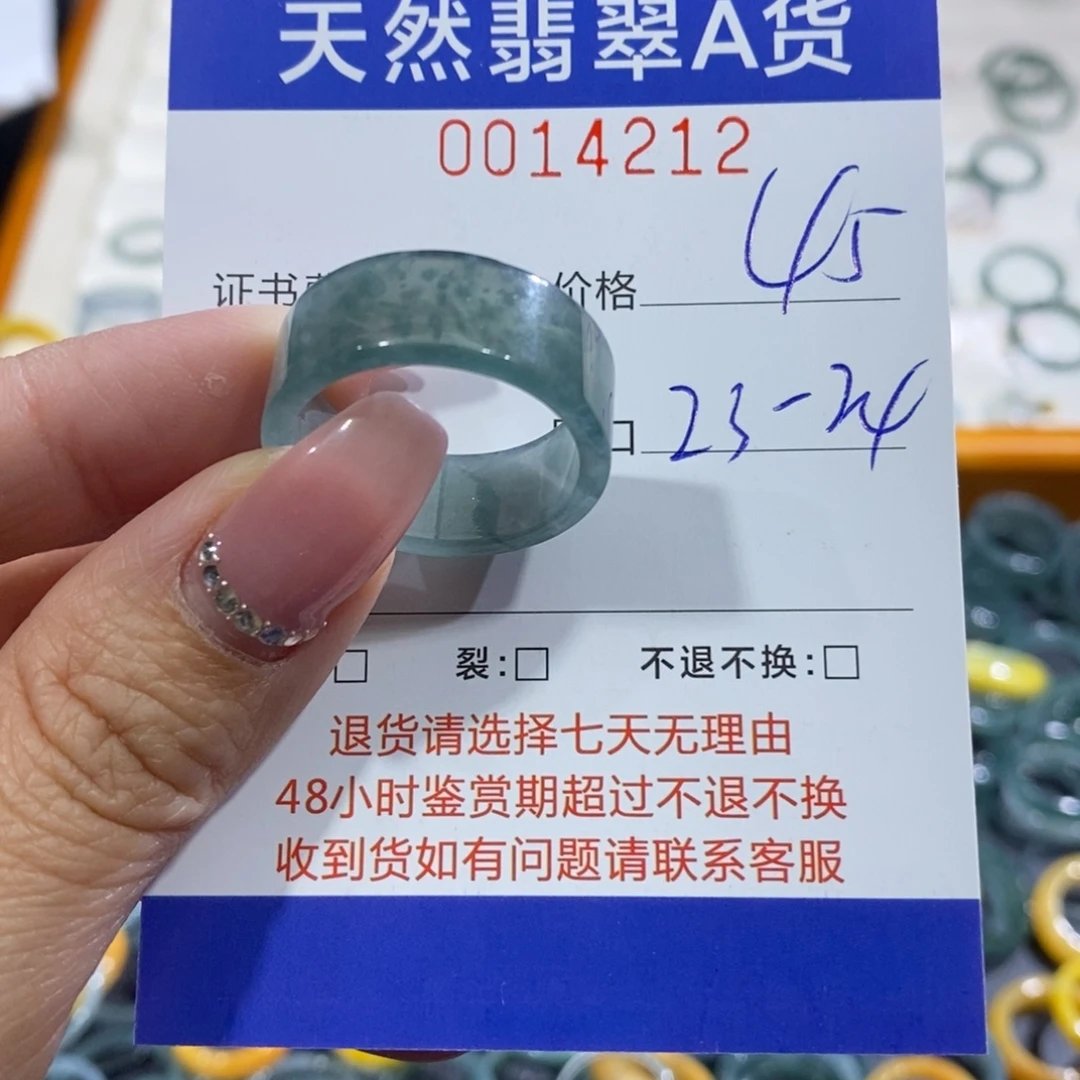 天然翡翠A货
0014212
证书 价格 45
口 23-24
□ 裂:□ 不退不换:□
退货请选择七天无理由
48小时鉴赏期超过不退不换
收到货如有问题请联系客服